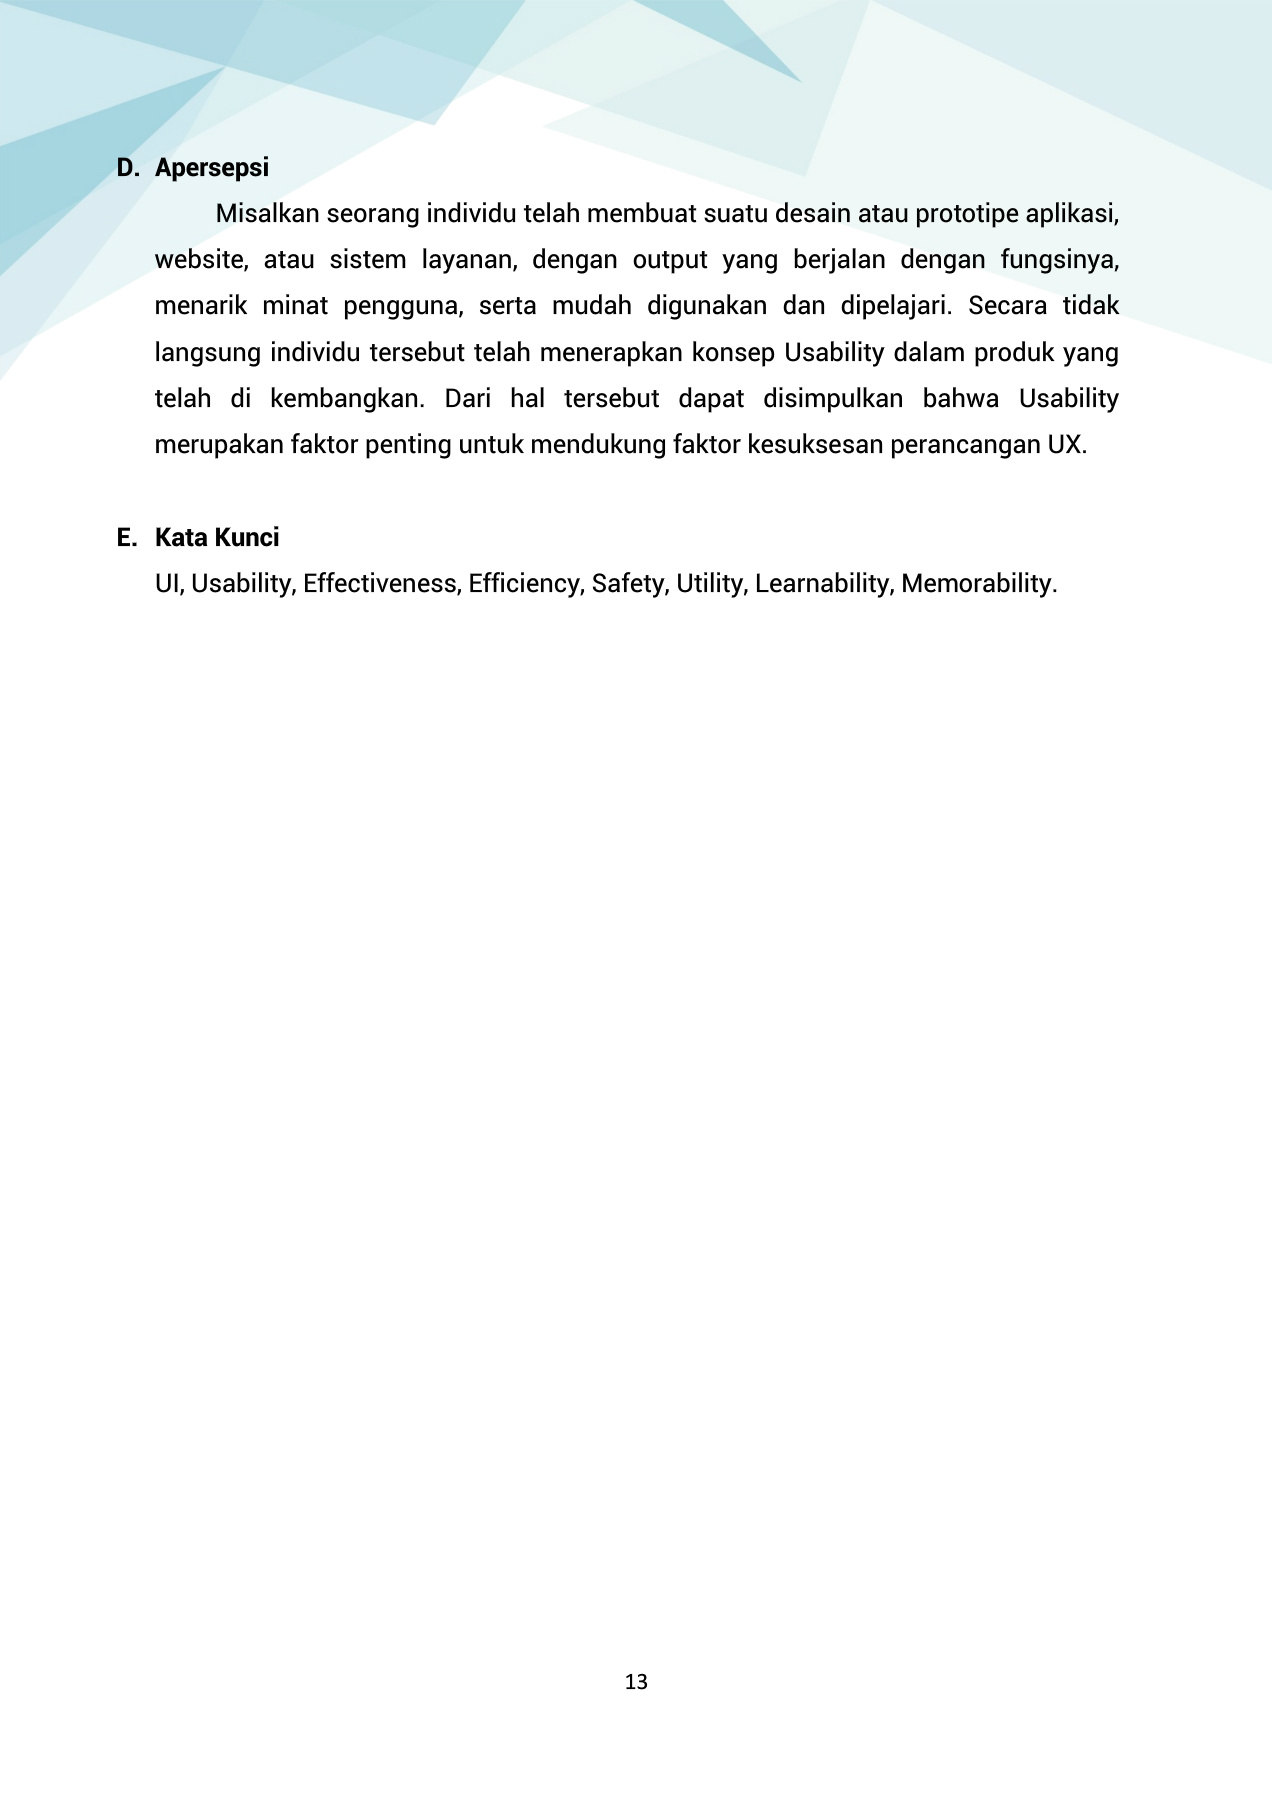 D. Apersepsi
Misalkan seorang individu telah membuat suatu desain atau prototipe aplikasi,
website, atau sistem layanan, dengan output yang berjalan dengan fungsinya,
menarik minat pengguna, serta mudah digunakan dan dipelajari. Secara tidak
langsung individu tersebut telah menerapkan konsep Usability dalam produk yang
telah di kembangkan. Dari hal tersebut dapat disimpulkan bahwa Usability
merupakan faktor penting untuk mendukung faktor kesuksesan perancangan UX.
E. Kata Kunci
UI, Usability, Effectiveness, Efficiency, Safety, Utility, Learnability, Memorability.
13